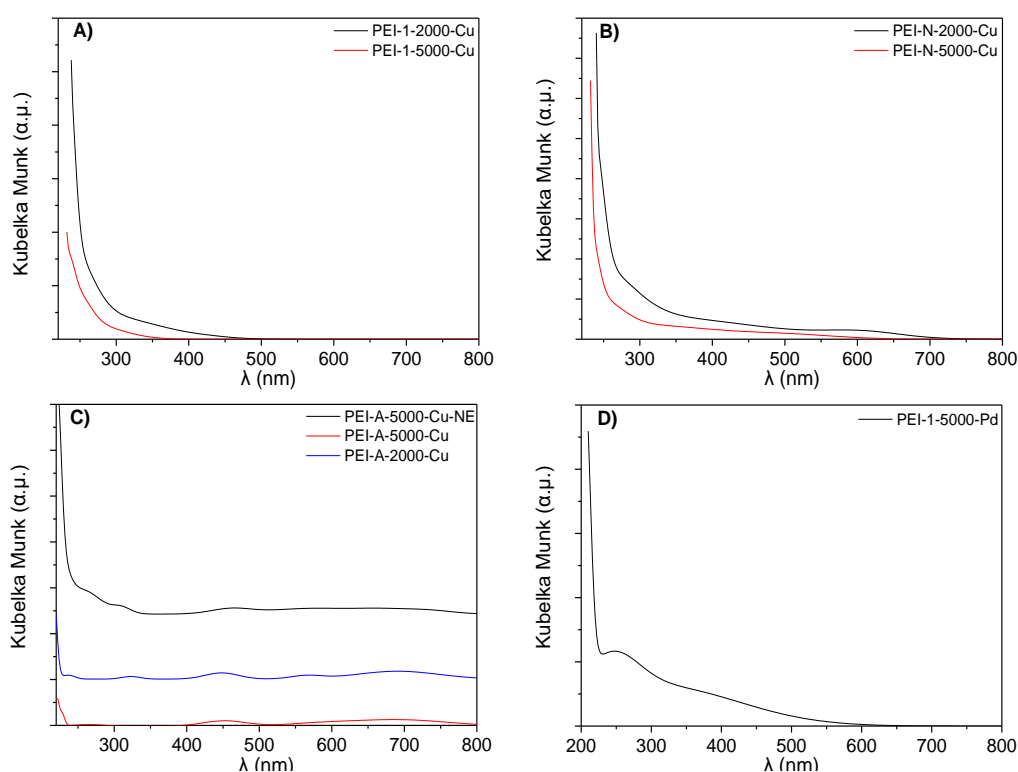 A)
PEI-1-2000-Cu
PEI-1-5000-Cu
Kubelka Munk (α.μ.)
300 400 500 600 700 800
λ (nm)
B)
PEI-N-2000-Cu
PEI-N-5000-Cu
Kubelka Munk (α.μ.)
300 400 500 600 700 800
λ (nm)
C)
PEI-A-5000-Cu-NE
PEI-A-5000-Cu
PEI-A-2000-Cu
Kubelka Munk (α.μ.)
300 400 500 600 700 800
λ (nm)
D)
PEI-1-5000-Pd
Kubelka Munk (α.μ.)
200 300 400 500 600 700 800
λ (nm)